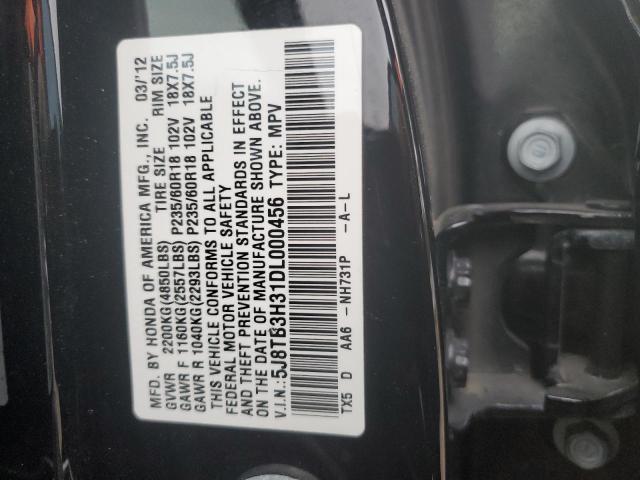 MFD. BY HONDA OF AMERICA MFG., INC. 03/'12
GVWR 2200KG(4850LBS) TIRE SIZE RIM SIZE
GAWR F 1160KG(2557LBS) P235/60R18 102V 18X7.5J
GAWR R 1040KG(2293LBS) P235/60R18 102V 18X7.5J
THIS VEHICLE CONFORMS TO ALL APPLICABLE
FEDERAL MOTOR VEHICLE SAFETY
AND THEFT PREVENTION STANDARDS IN EFFECT
ON THE DATE OF MANUFACTURE SHOWN ABOVE.
V.I.N.: 5J8TB3H31DL000456 TYPE: MPV
TX5 D AA6 -NH731P -A-L